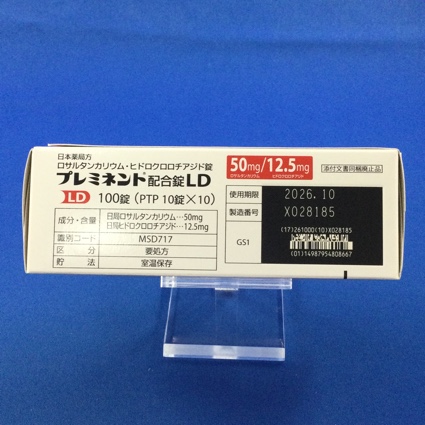 日本薬局方
ロサルタンカリウム・ヒドロクロロチアジド錠
プレミネント配合錠LD
LD 100錠（PTP 10錠×10）
成分・含量 日局ロサルタンカリウム…50mg
日局ヒドロクロロチアジド…12.5mg
識別コード MSD717
区分 要処方
貯法 室温保存
50mg/12.5mg
ロサルタンカリウム ヒドロクロロチアジド
添付文書同梱廃止品
使用期限 2026.10
製造番号 X028185
(17)261000(10)X028185
GS1
(01)14987954808667